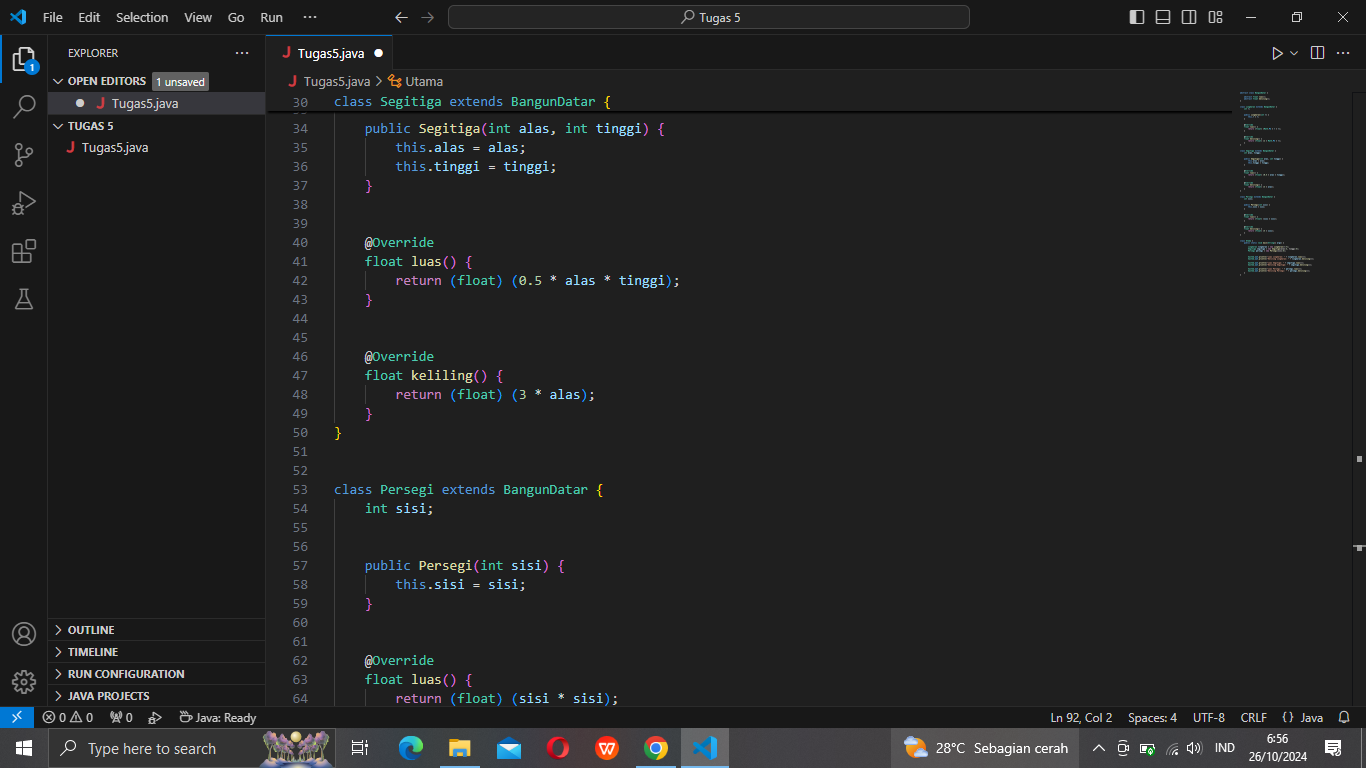 File Edit Selection View Go Run ···
Tugas 5
EXPLORER
OPEN EDITORS 1 unsaved
Tugas5.java
TUGAS 5
Tugas5.java
OUTLINE
TIMELINE
RUN CONFIGURATION
JAVA PROJECTS
1
Tugas5.java
Tugas5.java > Utama
30 class Segitiga extends BangunDatar {
34 public Segitiga(int alas, int tinggi) {
35 this.alas = alas;
36 this.tinggi = tinggi;
37 }
38
39
40 @Override
41 float luas() {
42 return (float) (0.5 * alas * tinggi);
43 }
44
45
46 @Override
47 float keliling() {
48 return (float) (3 * alas);
49 }
50 }
51
52
53 class Persegi extends BangunDatar {
54 int sisi;
55
56
57 public Persegi(int sisi) {
58 this.sisi = sisi;
59 }
60
61
62 @Override
63 float luas() {
64 return (float) (sisi * sisi);
0 0 0 Java: Ready Ln 92, Col 2 Spaces: 4 UTF-8 CRLF {} Java
Type here to search 28°C Sebagian cerah IND 6:56
26/10/2024